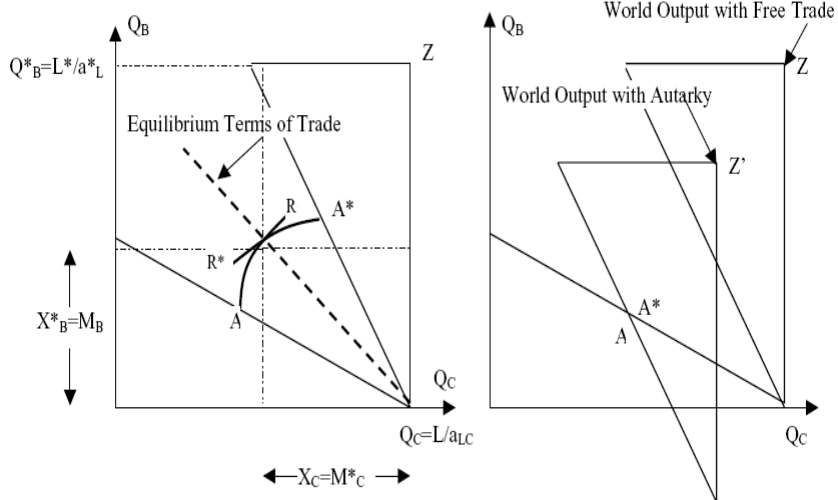 Q_B
Q*_B=L*/a*_L
Z
Equilibrium Terms of Trade
R
A*
R*
A
X*_B=M_B
Q_C
Q_C=L/a_LC
X_C=M*_C
World Output with Free Trade
Q_B
Z
World Output with Autarky
Z’
A*
A
Q_C